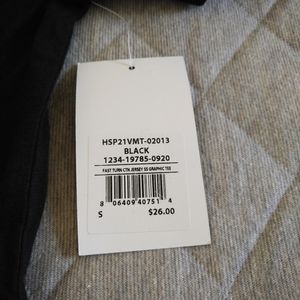 HSP21VMT-02013
BLACK
1234-19785-0920
FAST TURN CTN JERSEY SS GRAPHIC TEE
8 06409 40751 4
S $26.00